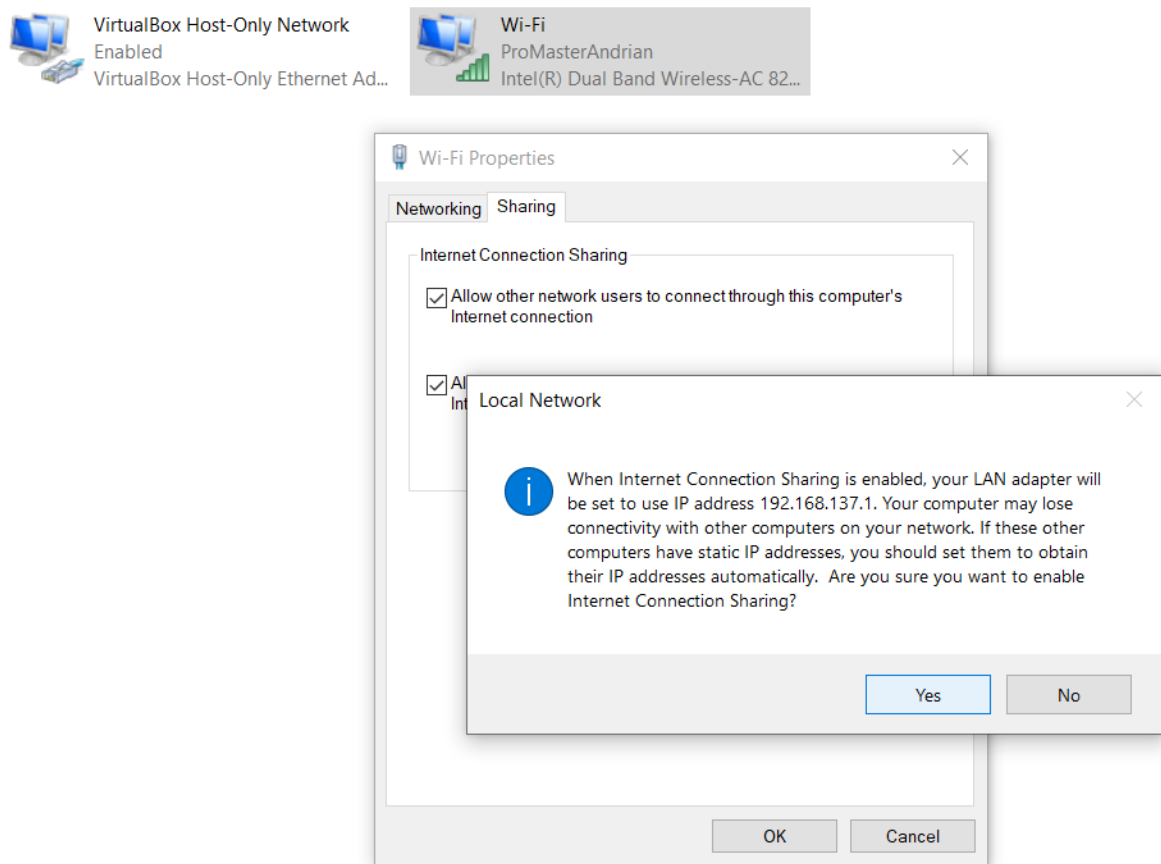 VirtualBox Host-Only Network
Enabled
VirtualBox Host-Only Ethernet Ad...
Wi-Fi
ProMasterAndrian
Intel(R) Dual Band Wireless-AC 82...
Wi-Fi Properties
Networking
Sharing
Internet Connection Sharing
Allow other network users to connect through this computer's
Internet connection
Al
Int
Local Network
When Internet Connection Sharing is enabled, your LAN adapter will
be set to use IP address 192.168.137.1. Your computer may lose
connectivity with other computers on your network. If these other
computers have static IP addresses, you should set them to obtain
their IP addresses automatically.  Are you sure you want to enable
Internet Connection Sharing?
Yes
No
OK
Cancel